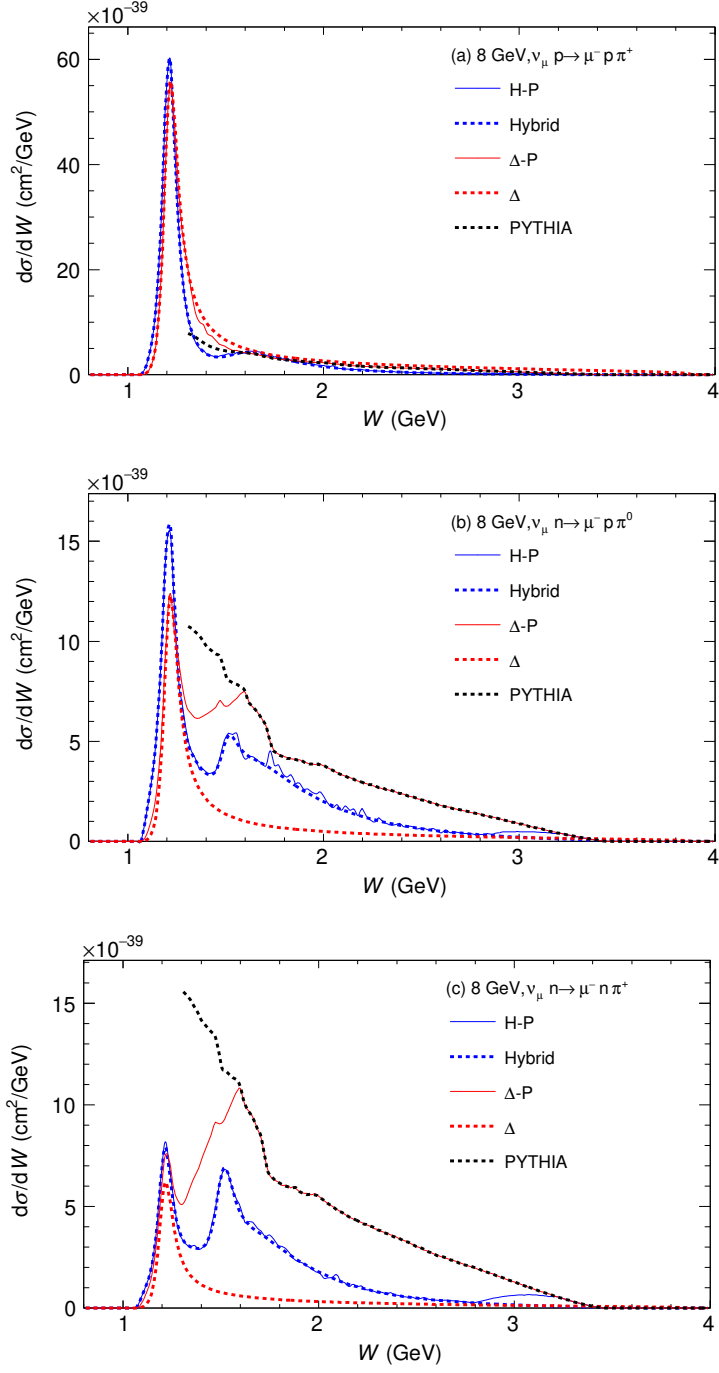 ×10⁻³⁹
(a) 8 GeV, νμ p→ μ⁻ p π⁺
H-P
Hybrid
Δ-P
Δ
PYTHIA
60
40
20
0
dσ/dW (cm²/GeV)
1 2 3 4
W (GeV)
×10⁻³⁹
(b) 8 GeV, νμ n→ μ⁻ p π⁰
H-P
Hybrid
Δ-P
Δ
PYTHIA
15
10
5
0
dσ/dW (cm²/GeV)
1 2 3 4
W (GeV)
×10⁻³⁹
(c) 8 GeV, νμ n→ μ⁻ n π⁺
H-P
Hybrid
Δ-P
Δ
PYTHIA
15
10
5
0
dσ/dW (cm²/GeV)
1 2 3 4
W (GeV)